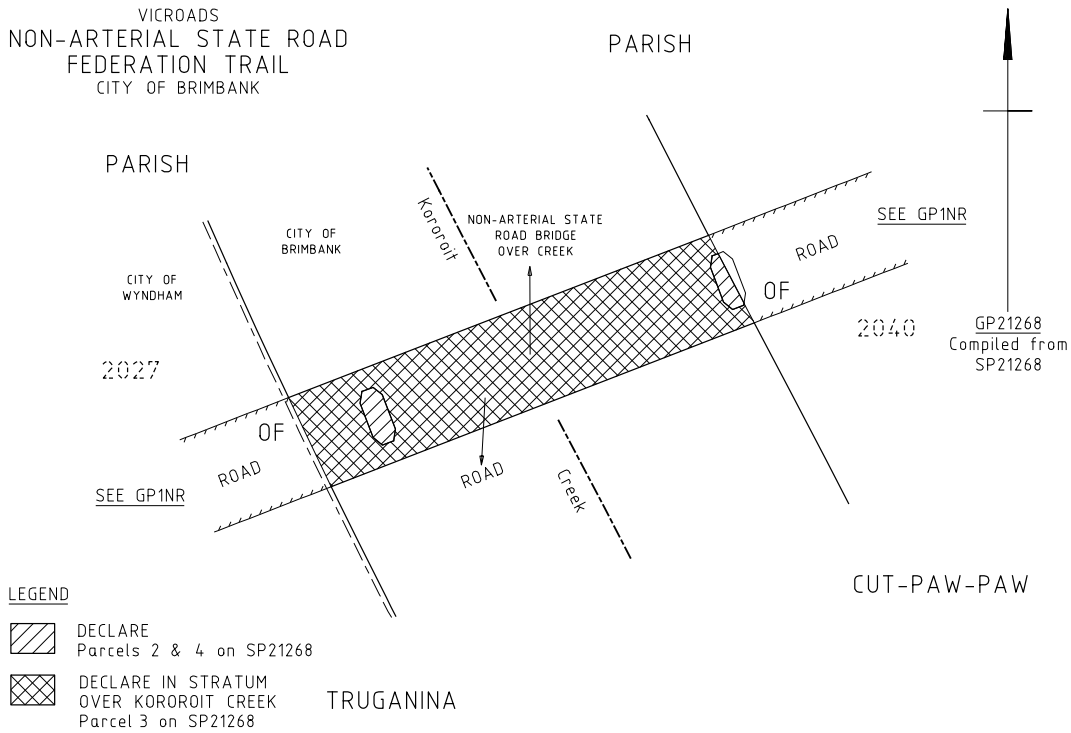 VICROADS
NON-ARTERIAL STATE ROAD
FEDERATION TRAIL
CITY OF BRIMBANK
PARISH
PARISH
Kororoit
NON-ARTERIAL STATE
ROAD BRIDGE
OVER CREEK
CITY OF
BRIMBANK
SEE GP1NR
ROAD
CITY OF
WYNDHAM
OF
2040
GP21268
Compiled from
SP21268
2027
OF
ROAD
ROAD
SEE GP1NR
Creek
CUT-PAW-PAW
LEGEND
DECLARE
Parcels 2 & 4 on SP21268
DECLARE IN STRATUM
OVER KOROROIT CREEK
Parcel 3 on SP21268
TRUGANINA